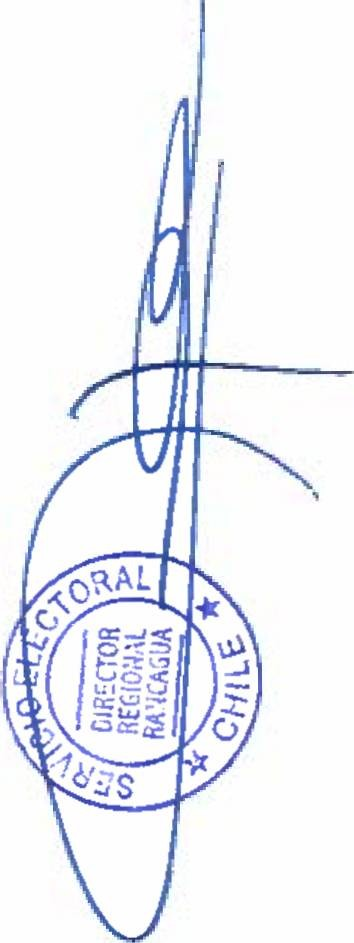 SERVICIO ELECTORAL
DIRECTOR
REGIONAL
RANCAGUA
★ CHILE ☆